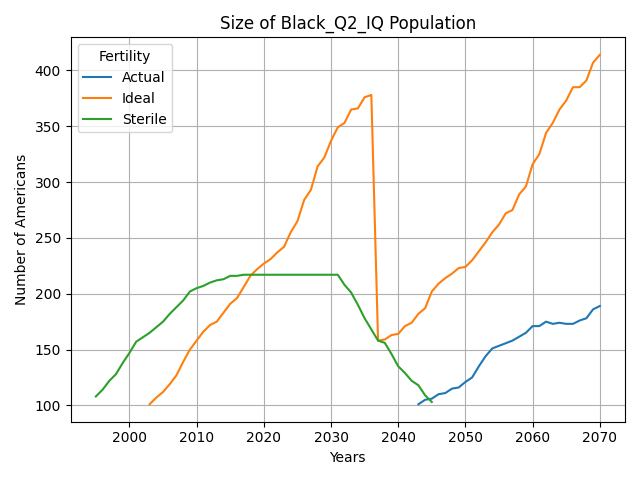 Size of Black_Q2_IQ Population
Fertility
Actual
Ideal
Sterile
Number of Americans
400
350
300
250
200
150
100
2000 2010 2020 2030 2040 2050 2060 2070
Years